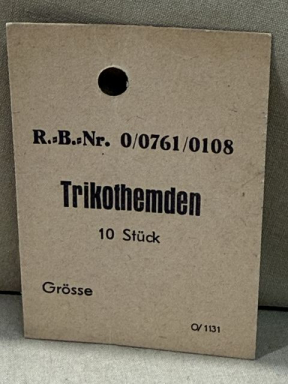 R.=B.=Nr. 0/0761/0108
Trikothemden
10 Stück
Grösse
O/1131